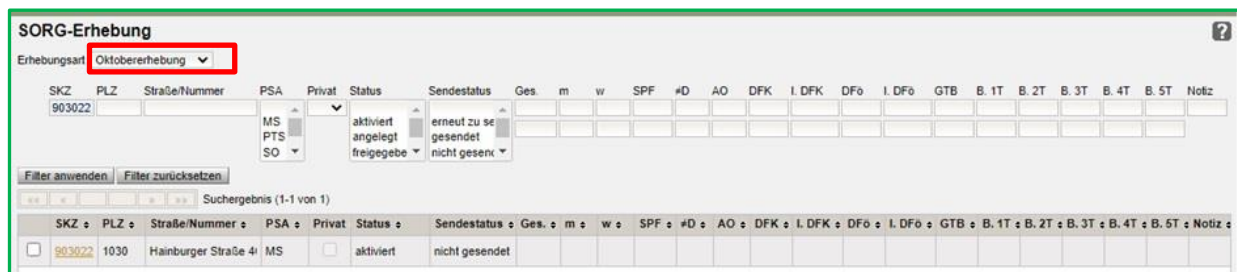 SORG-Erhebung
?
Erhebungsart Oktobererhebung
SKZ PLZ Straße/Nummer PSA Privat Status Sendestatus Ges. m w SPF ≠D AO DFK I. DFK DFö I. DFö GTB B. 1T B. 2T B. 3T B. 4T B. 5T Notiz
903022
MS aktiviert erneut zu se
PTS angelegt gesendet
SO freigegebe nicht gesenc
Filter anwenden Filter zurücksetzen
«« « » »» Suchergebnis (1-1 von 1)
SKZ PLZ Straße/Nummer PSA Privat Status Sendestatus Ges. m w SPF ≠D AO DFK I. DFK DFö I. DFö GTB B. 1T B. 2T B. 3T B. 4T B. 5T Notiz
903022 1030 Hainburger Straße 4 MS aktiviert nicht gesendet